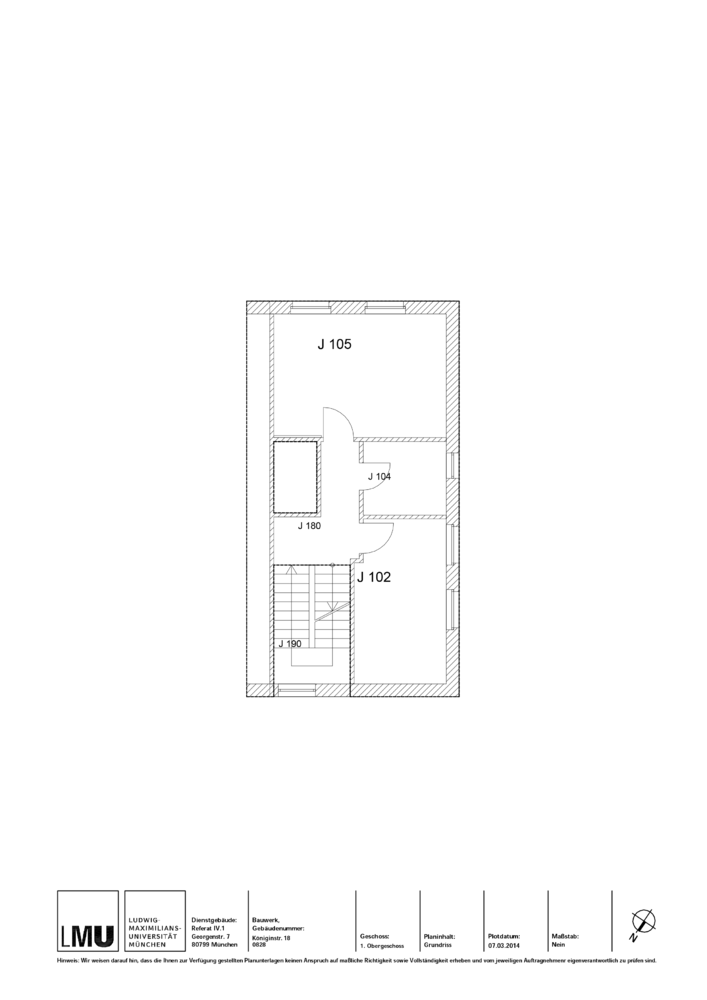 J 105
J 104
J 180
J 102
J 190
LMU
LUDWIG-
MAXIMILIANS-
UNIVERSITÄT
MÜNCHEN
Dienstgebäude:
Referat IV.1
Georgenstr. 7
80799 München
Bauwerk,
Gebäudenummer:
Königinstr. 18
0828
Geschoss:
1. Obergeschoss
Planinhalt:
Grundriss
Plotdatum:
07.03.2014
Maßstab:
Nein
N
Hinweis: Wir weisen darauf hin, dass die Ihnen zur Verfügung gestellten Planunterlagen keinen Anspruch auf maßliche Richtigkeit sowie Vollständigkeit erheben und vom jeweiligen Auftragnehmer eigenverantwortlich zu prüfen sind.